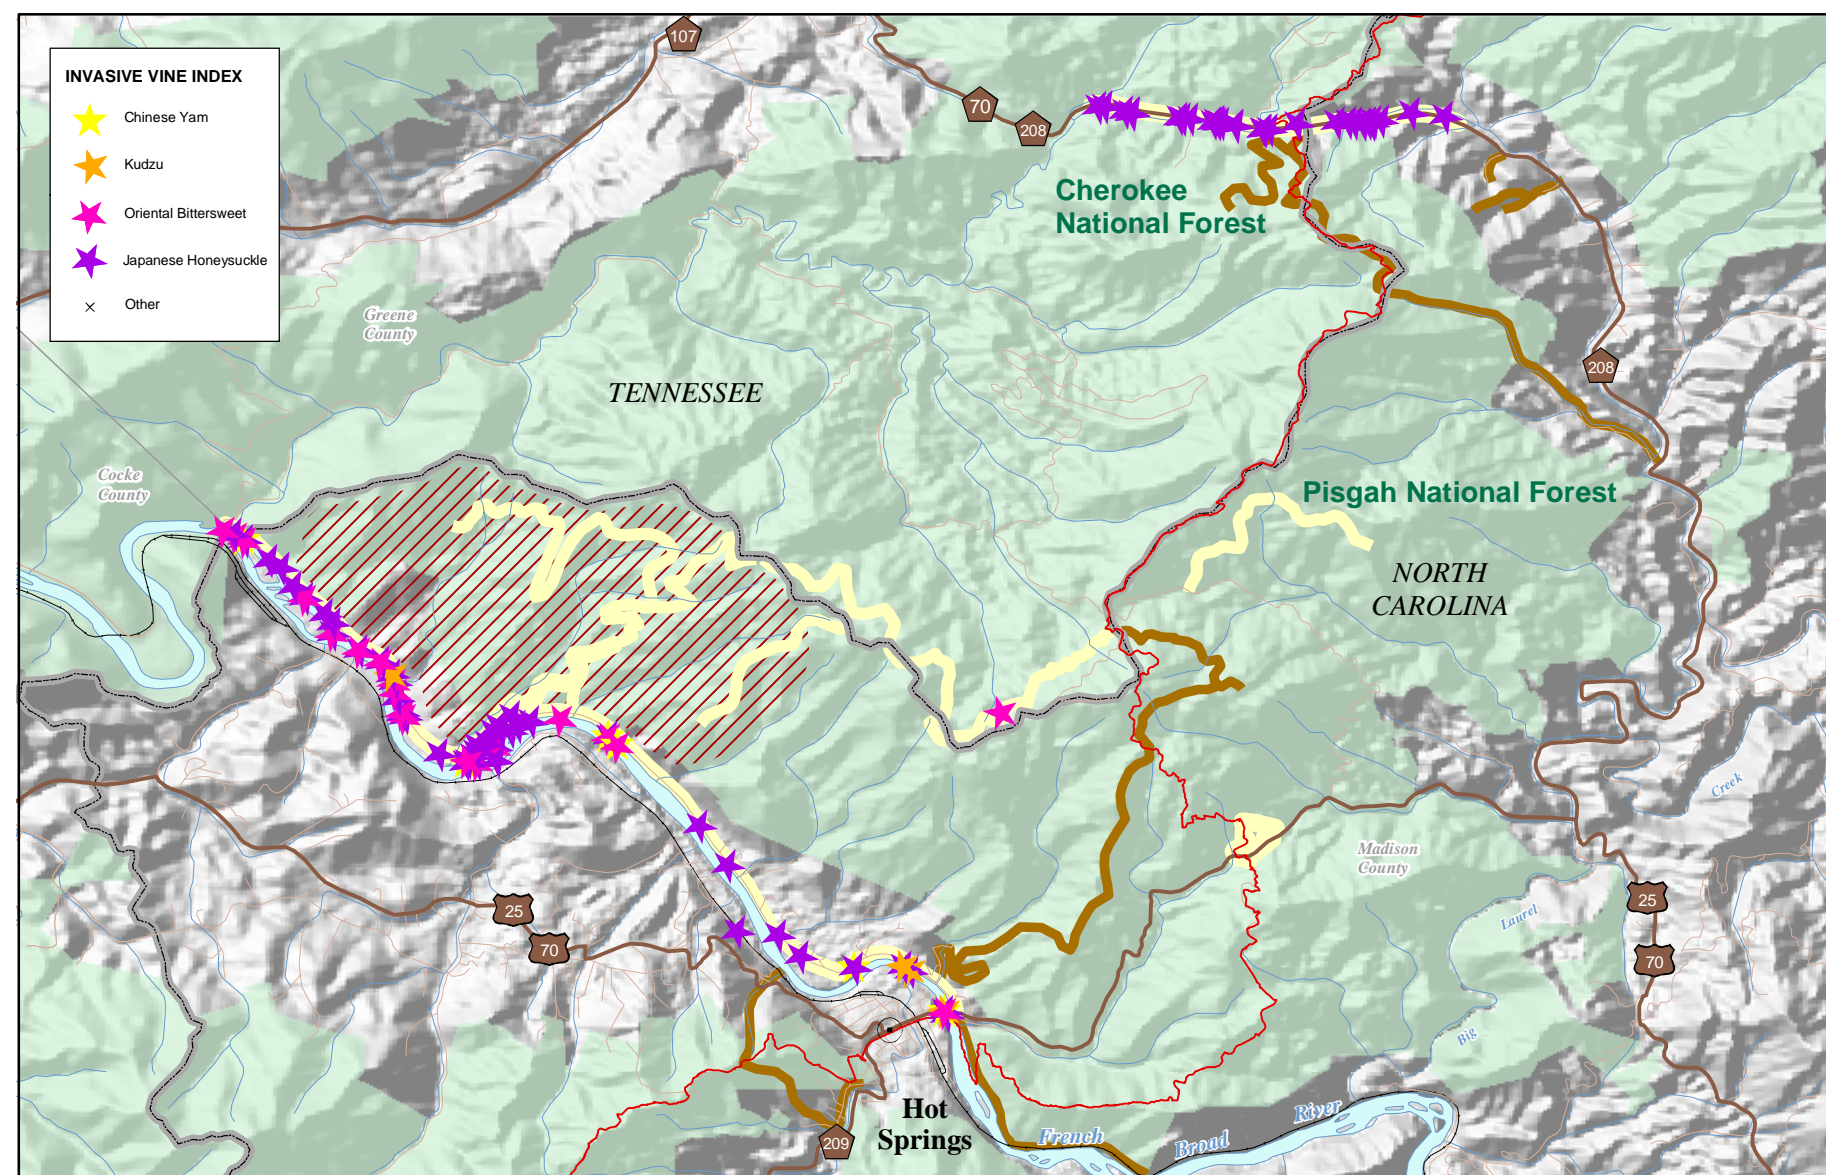 INVASIVE VINE INDEX
Chinese Yam
Kudzu
Oriental Bittersweet
Japanese Honeysuckle
Other
107
70
208
Cherokee
National Forest
Greene
County
TENNESSEE
208
Cocke
County
Pisgah National Forest
NORTH
CAROLINA
Creek
Madison
County
25
70
Laurel
25
70
Big
Hot
Springs
209
French
Broad
River